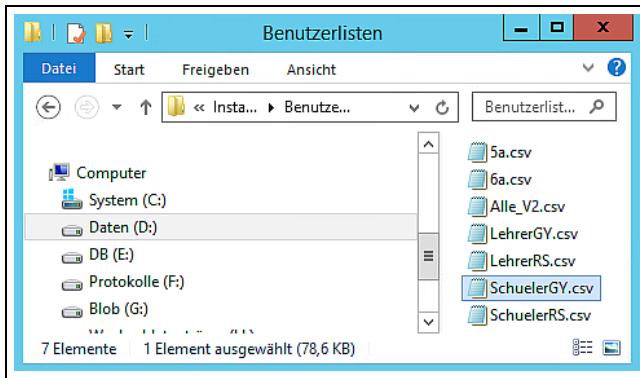 Benutzerlisten
Datei Start Freigeben Ansicht
« Insta... Benutze... Benutzerlist...
Computer
System (C:)
Daten (D:)
DB (E:)
Protokolle (F:)
Blob (G:)
5a.csv
6a.csv
Alle_V2.csv
LehrerGY.csv
LehrerRS.csv
SchuelerGY.csv
SchuelerRS.csv
7 Elemente 1 Element ausgewählt (78,6 KB)